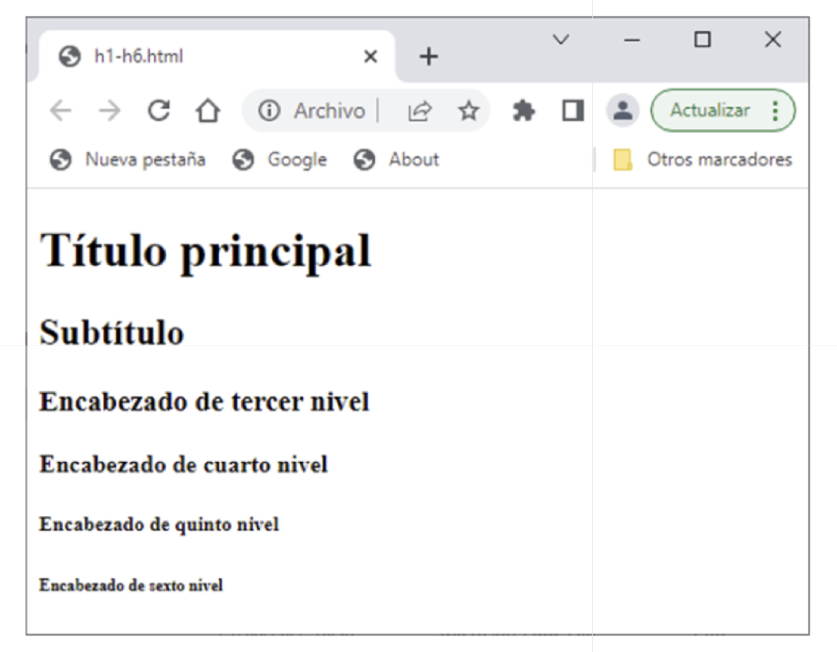 h1-h6.html
Archivo
Actualizar
Nueva pestaña Google About Otros marcadores
Título principal
Subtítulo
Encabezado de tercer nivel
Encabezado de cuarto nivel
Encabezado de quinto nivel
Encabezado de sexto nivel